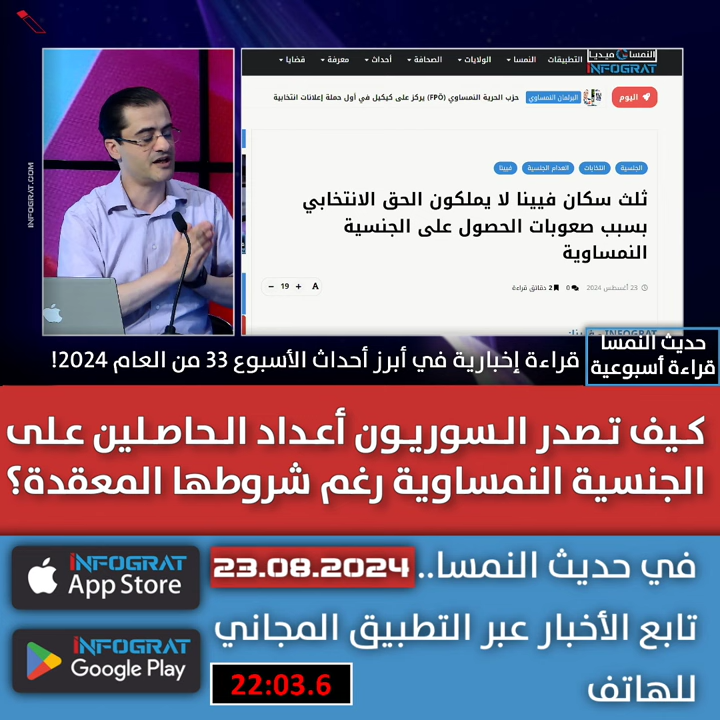 INFOGRAT.COM
النمسا ميديا
INFOGRAT
التطبيقات
النمسا
الولايات
الصحافة
أحداث
معرفة
قضايا
اليوم
البرلمان النمساوي
حزب الحرية النمساوي (FPÖ) يركز على كيكيل في أول حملة إعلانات انتخابية
الجنسية
انتخابات
انعدام الجنسية
فيينا
ثلث سكان فيينا لا يملكون الحق الانتخابي
بسبب صعوبات الحصول على الجنسية
النمساوية
23 أغسطس 2024
0
2 دقائق قراءة
A + 19 −
INFOGRAT - فيينا
حديث النمسا
قراءة أسبوعية
قراءة إخبارية في أبرز أحداث الأسبوع 33 من العام 2024!
كيف تصدر السوريون أعداد الحاصلين على
الجنسية النمساوية رغم شروطها المعقدة؟
في حديث النمسا.. 23.08.2024
تابع الأخبار عبر التطبيق المجاني
للهاتف
22:03.6
INFOGRAT
App Store
INFOGRAT
Google Play